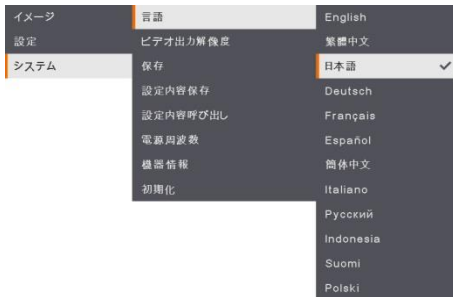 イメージ
設定
システム
言語
ビデオ出力解像度
保存
設定内容保存
設定内容呼び出し
電源周波数
機器情報
初期化
English
繁體中文
日本語
Deutsch
Français
Español
简体中文
Italiano
Русский
Indonesia
Suomi
Polski